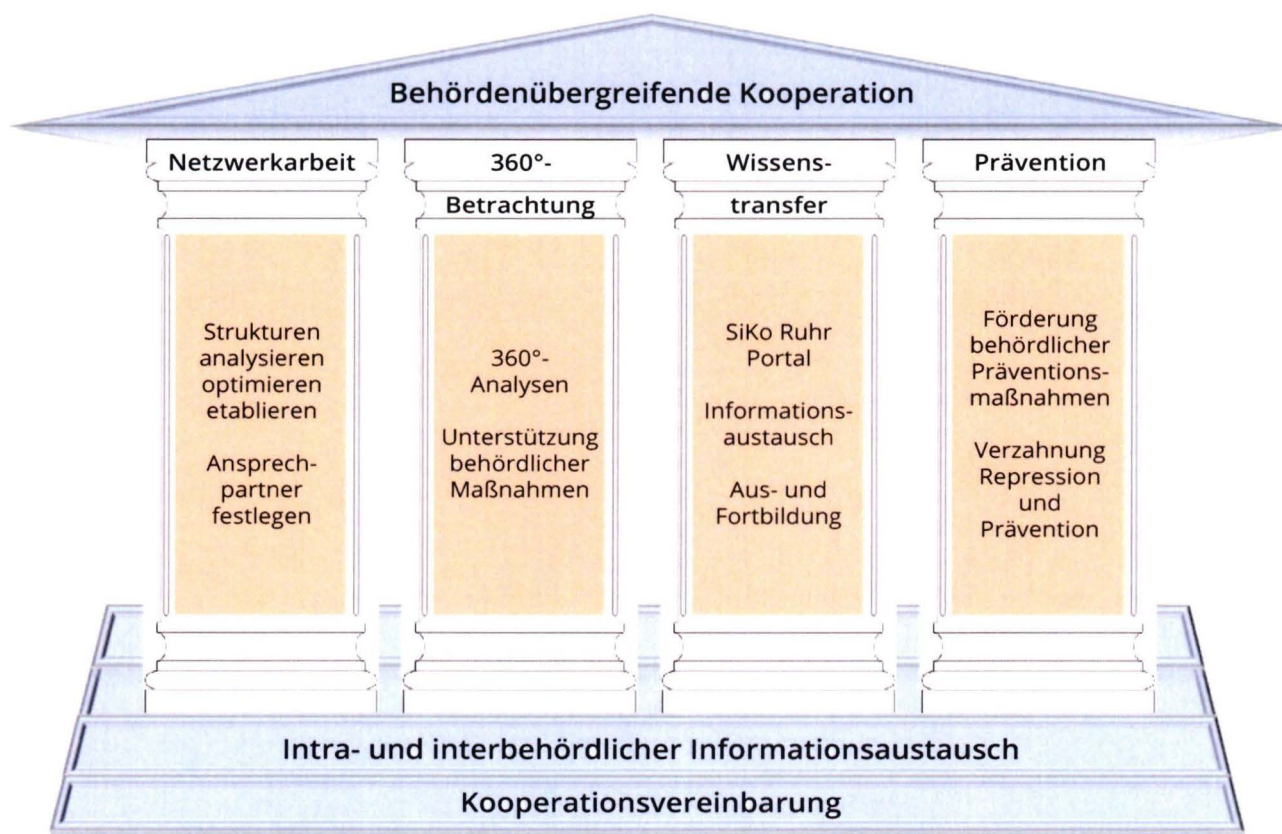 Behördenübergreifende Kooperation
Netzwerkarbeit
Strukturen
analysieren
optimieren
etablieren
Ansprech-
partner
festlegen
360°-
Betrachtung
360°-
Analysen
Unterstützung
behördlicher
Maßnahmen
Wissens-
transfer
SiKo Ruhr
Portal
Informations-
austausch
Aus- und
Fortbildung
Prävention
Förderung
behördlicher
Präventions-
maßnahmen
Verzahnung
Repression
und
Prävention
Intra- und interbehördlicher Informationsaustausch
Kooperationsvereinbarung